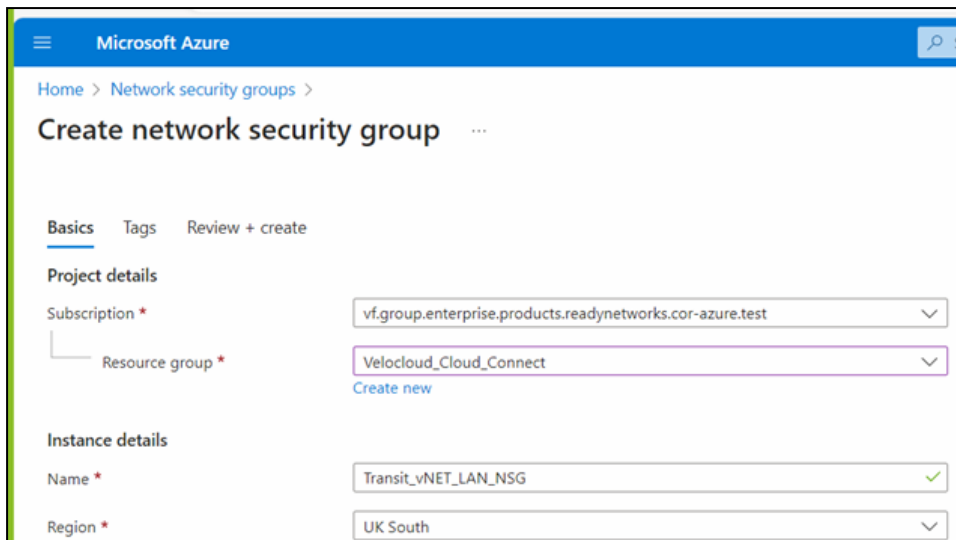 Microsoft Azure
Home > Network security groups >
Create network security group ...
Basics Tags Review + create
Project details
Subscription * vf.group.enterprise.products.readynetworks.cor-azure.test
Resource group * Velocloud_Cloud_Connect
Create new
Instance details
Name * Transit_vNET_LAN_NSG
Region * UK South